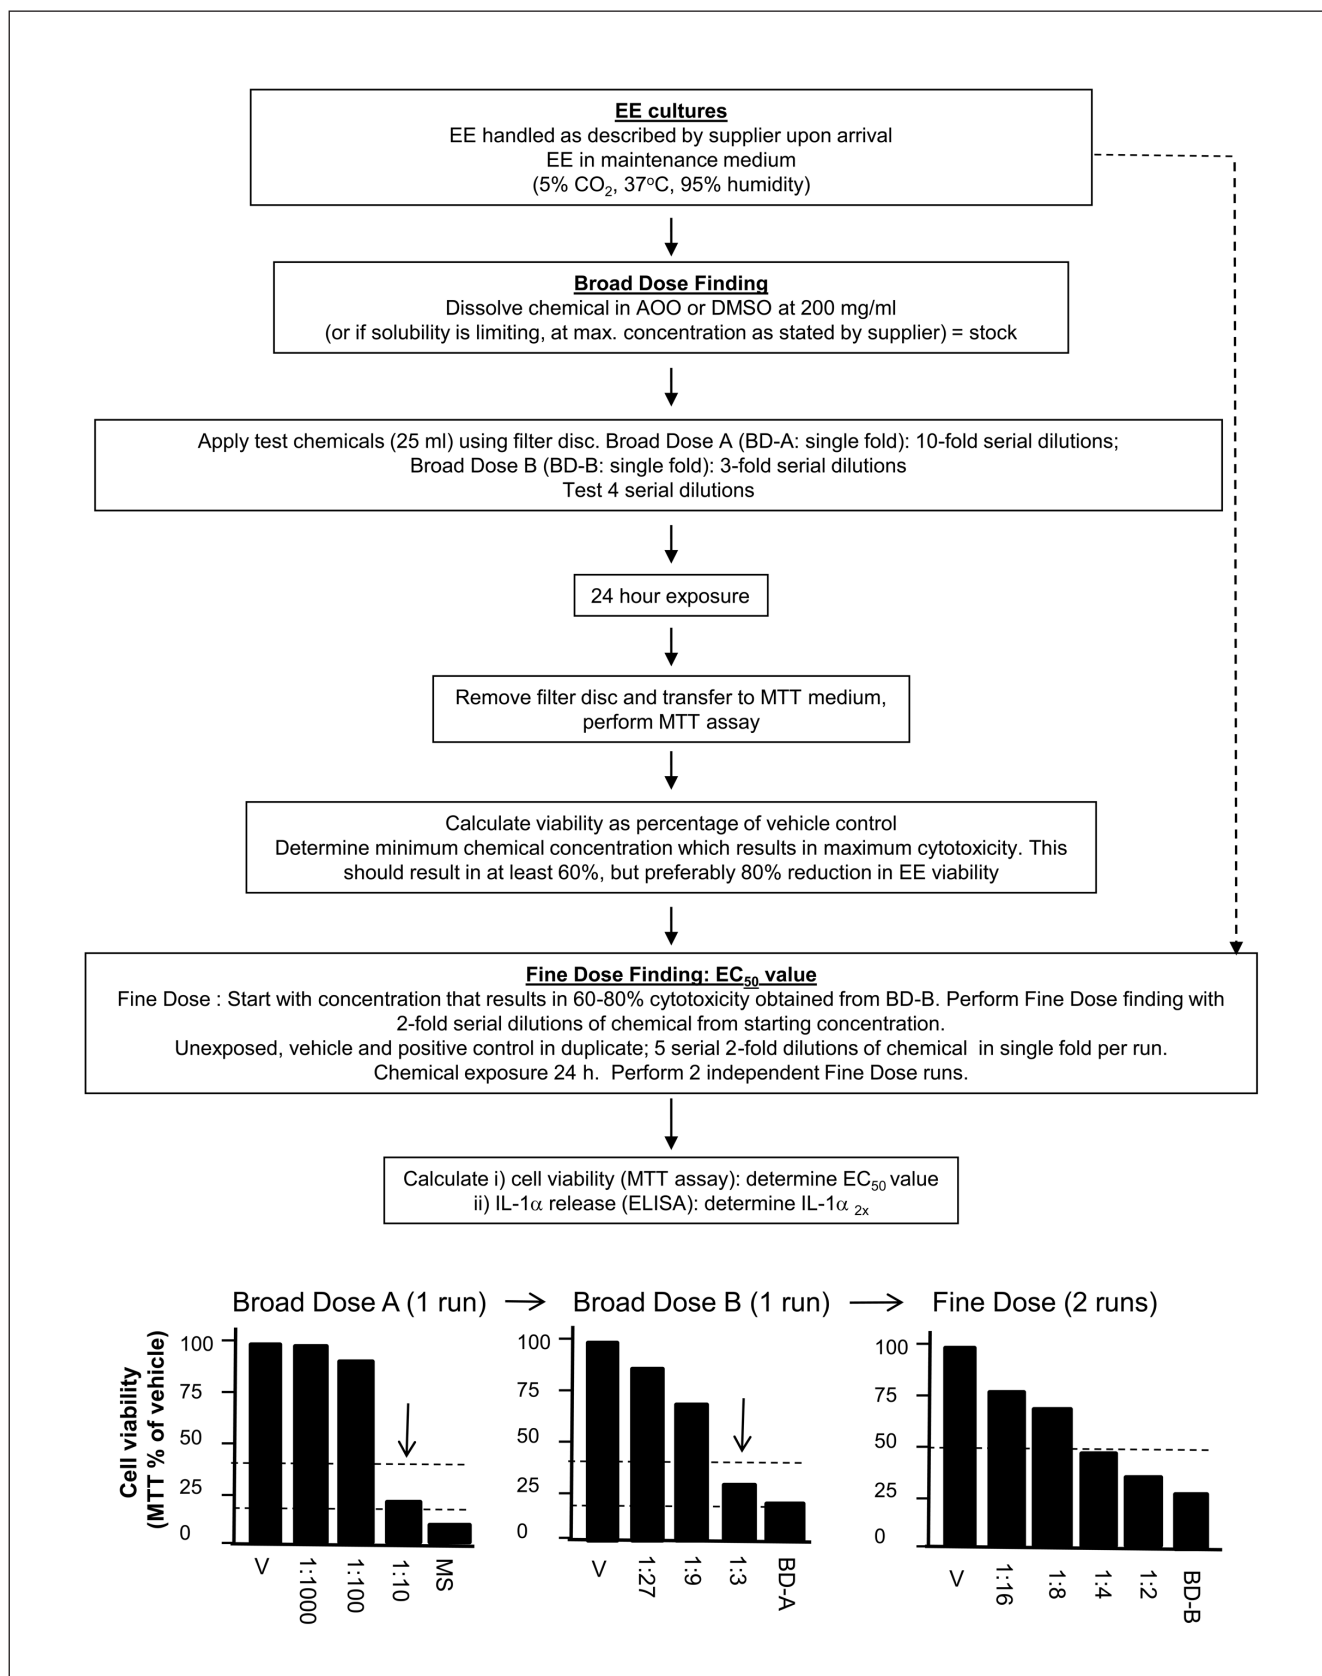 EE cultures
EE handled as described by supplier upon arrival
EE in maintenance medium
(5% CO2, 37oC, 95% humidity)
Broad Dose Finding
Dissolve chemical in AOO or DMSO at 200 mg/ml
(or if solubility is limiting, at max. concentration as stated by supplier) = stock
Apply test chemicals (25 ml) using filter disc. Broad Dose A (BD-A: single fold): 10-fold serial dilutions;
Broad Dose B (BD-B: single fold): 3-fold serial dilutions
Test 4 serial dilutions
24 hour exposure
Remove filter disc and transfer to MTT medium,
perform MTT assay
Calculate viability as percentage of vehicle control
Determine minimum chemical concentration which results in maximum cytotoxicity. This
should result in at least 60%, but preferably 80% reduction in EE viability
Fine Dose Finding: EC50 value
Fine Dose : Start with concentration that results in 60-80% cytotoxicity obtained from BD-B. Perform Fine Dose finding with
2-fold serial dilutions of chemical from starting concentration.
Unexposed, vehicle and positive control in duplicate; 5 serial 2-fold dilutions of chemical in single fold per run.
Chemical exposure 24 h. Perform 2 independent Fine Dose runs.
Calculate i) cell viability (MTT assay): determine EC50 value
ii) IL-1α release (ELISA): determine IL-1α 2x
Broad Dose A (1 run)
Broad Dose B (1 run)
Fine Dose (2 runs)
Cell viability
(MTT % of vehicle)
100
75
50
25
0
V
1:1000
1:100
1:10
MS
100
75
50
25
0
V
1:27
1:9
1:3
BD-A
100
75
50
25
0
V
1:16
1:8
1:4
1:2
BD-B